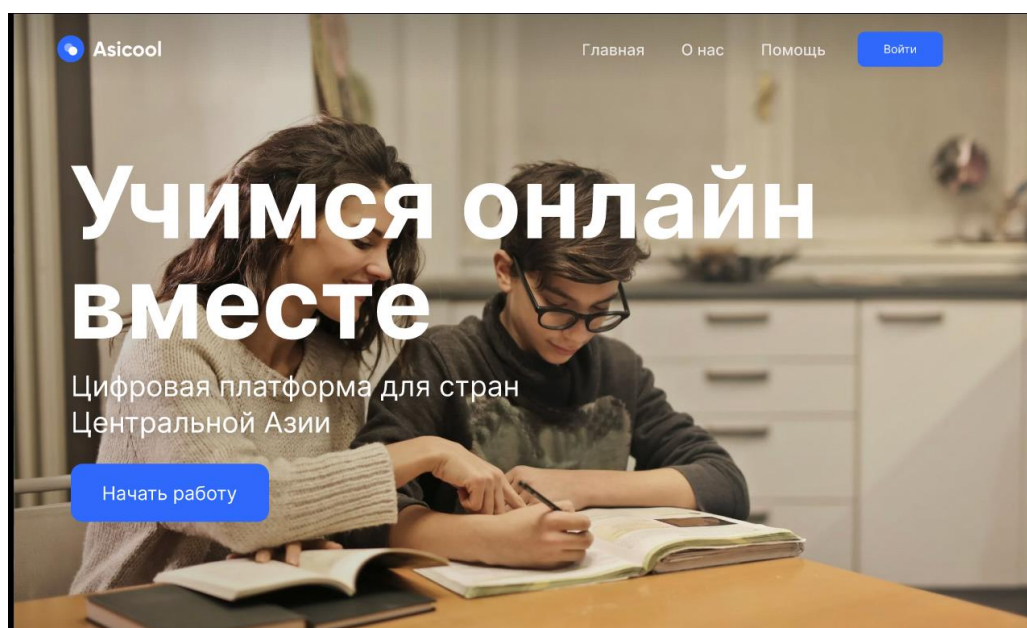 Asicool
Главная О нас Помощь Войти
Учимся онлайн
вместе
Цифровая платформа для стран
Центральной Азии
Начать работу